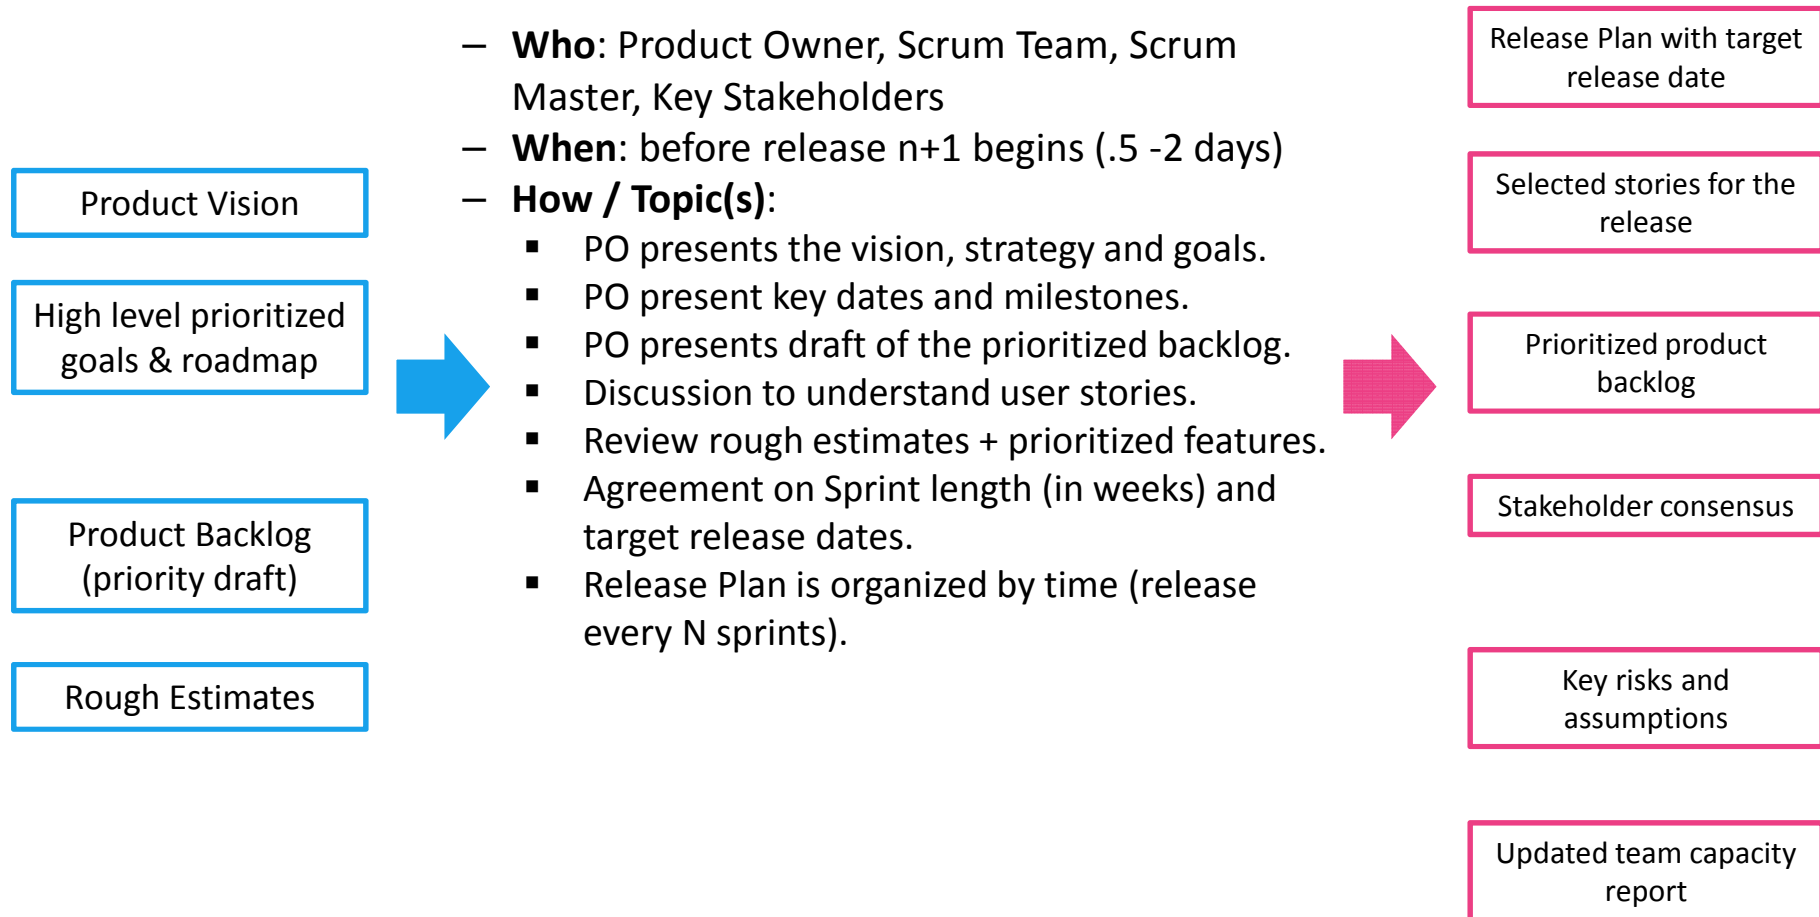 Product Vision
High level prioritized
goals & roadmap
Product Backlog
(priority draft)
Rough Estimates
– Who: Product Owner, Scrum Team, Scrum
Master, Key Stakeholders
– When: before release n+1 begins (.5 -2 days)
– How / Topic(s):
▪ PO presents the vision, strategy and goals.
▪ PO present key dates and milestones.
▪ PO presents draft of the prioritized backlog.
▪ Discussion to understand user stories.
▪ Review rough estimates + prioritized features.
▪ Agreement on Sprint length (in weeks) and
target release dates.
▪ Release Plan is organized by time (release
every N sprints).
Release Plan with target
release date
Selected stories for the
release
Prioritized product
backlog
Stakeholder consensus
Key risks and
assumptions
Updated team capacity
report